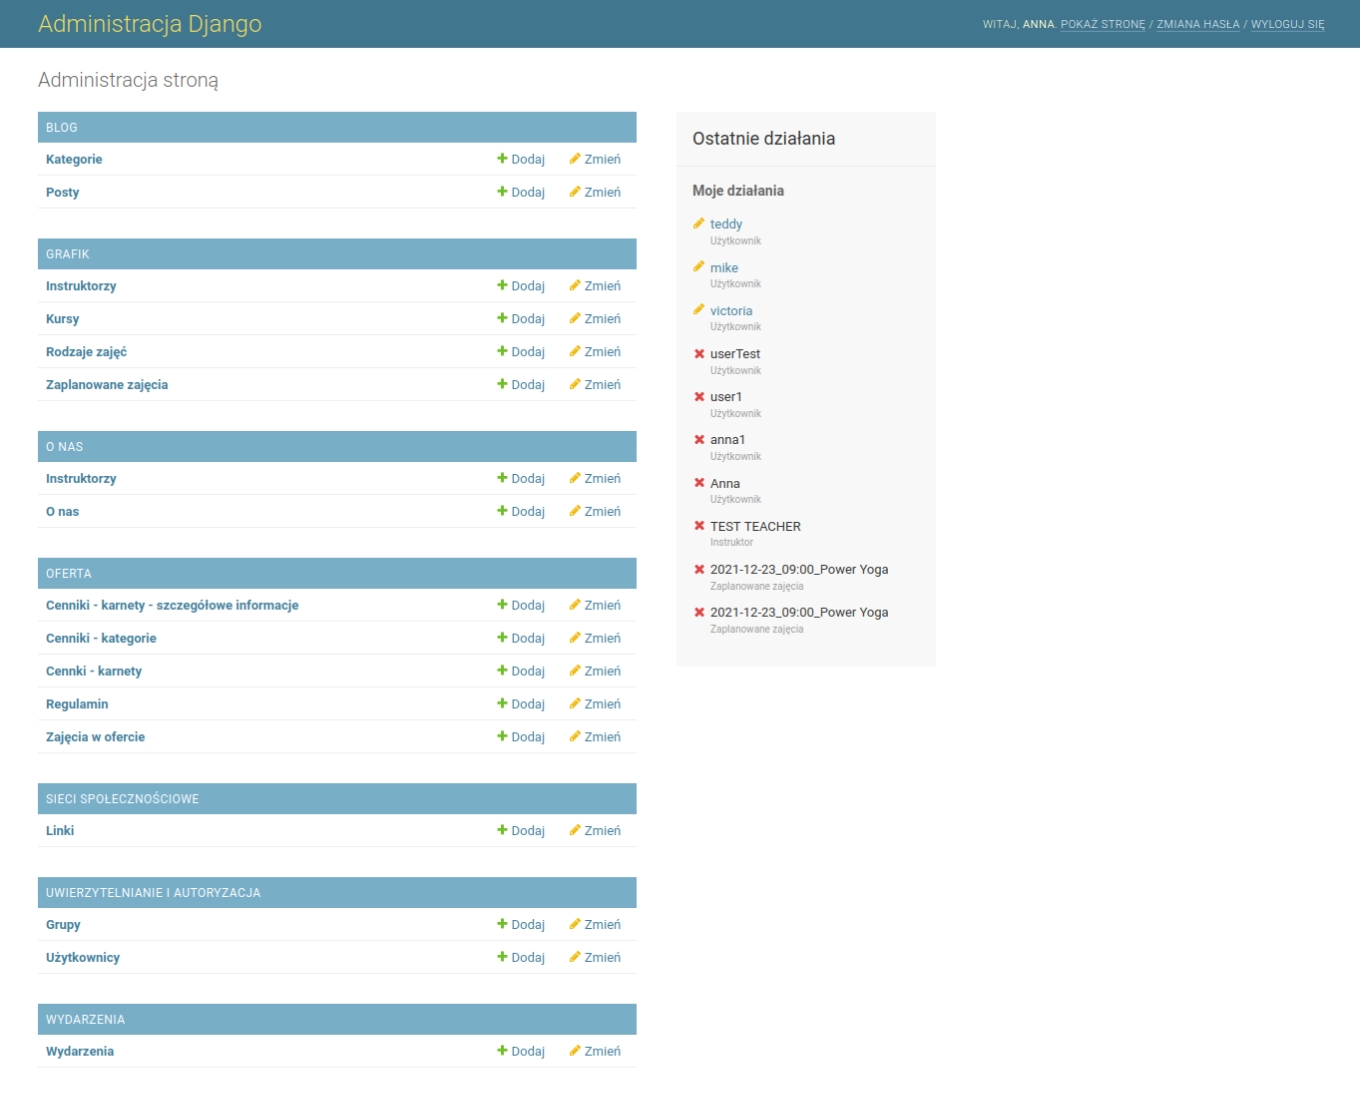 Administracja Django
WITAJ, ANNA. POKAŻ STRONĘ / ZMIANA HASŁA / WYLOGUJ SIĘ
Administracja stroną
BLOG
Kategorie Dodaj Zmień
Posty Dodaj Zmień
GRAFIK
Instruktorzy Dodaj Zmień
Kursy Dodaj Zmień
Rodzaje zajęć Dodaj Zmień
Zaplanowane zajęcia Dodaj Zmień
O NAS
Instruktorzy Dodaj Zmień
O nas Dodaj Zmień
OFERTA
Cenniki - karnety - szczegółowe informacje Dodaj Zmień
Cenniki - kategorie Dodaj Zmień
Cennki - karnety Dodaj Zmień
Regulamin Dodaj Zmień
Zajęcia w ofercie Dodaj Zmień
SIECI SPOŁECZNOŚCIOWE
Linki Dodaj Zmień
UWIERZYTELNIANIE I AUTORYZACJA
Grupy Dodaj Zmień
Użytkownicy Dodaj Zmień
WYDARZENIA
Wydarzenia Dodaj Zmień
Ostatnie działania
Moje działania
teddy
Użytkownik
mike
Użytkownik
victoria
Użytkownik
userTest
Użytkownik
user1
Użytkownik
anna1
Użytkownik
Anna
Użytkownik
TEST TEACHER
Instruktor
2021-12-23_09:00_Power Yoga
Zaplanowane zajęcia
2021-12-23_09:00_Power Yoga
Zaplanowane zajęcia